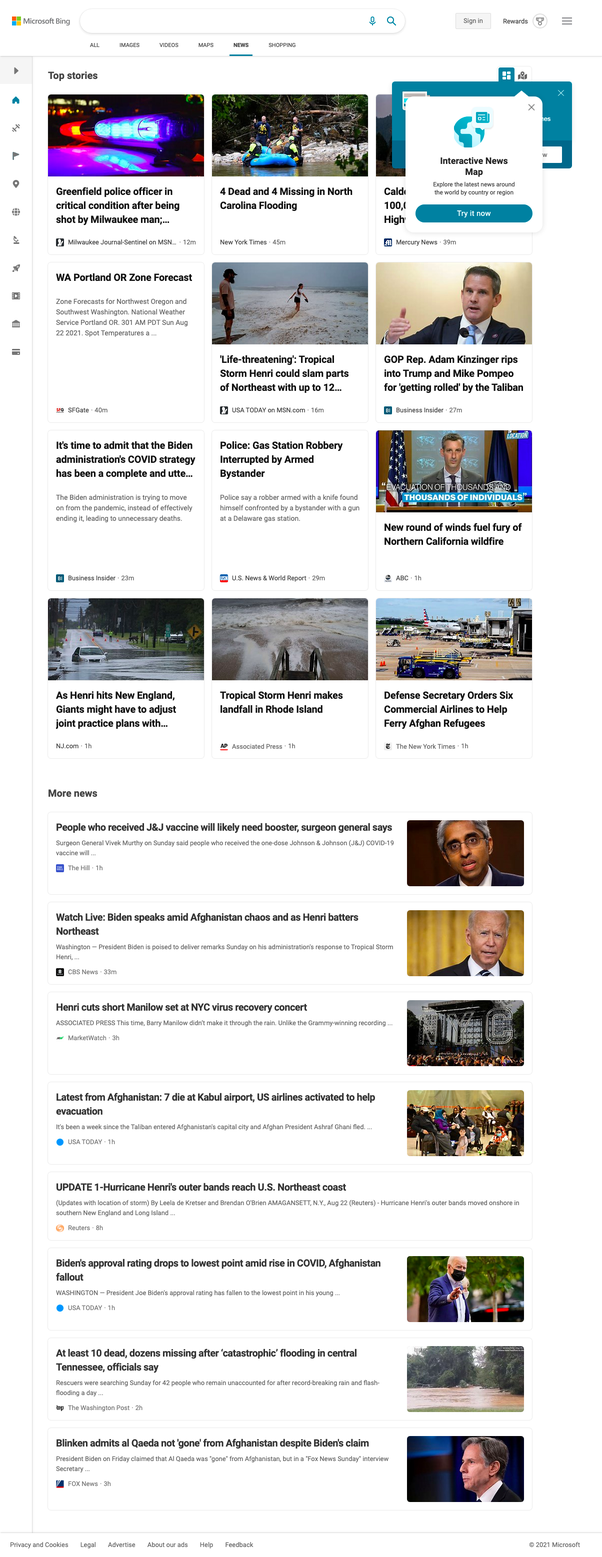 Microsoft Bing
Sign in
Rewards
ALL
IMAGES
VIDEOS
MAPS
NEWS
SHOPPING
Top stories
Interactive News
Map
Explore the latest news around
the world by country or region
Try it now
Greenfield police officer in
critical condition after being
shot by Milwaukee man;...
Milwaukee Journal-Sentinel on MSN... · 12m
4 Dead and 4 Missing in North
Carolina Flooding
New York Times · 45m
Mercury News · 39m
WA Portland OR Zone Forecast
Zone Forecasts for Northwest Oregon and
Southwest Washington. National Weather
Service Portland OR. 301 AM PDT Sun Aug
22 2021. Spot Temperatures a ...
SFGate · 40m
'Life-threatening': Tropical
Storm Henri could slam parts
of Northeast with up to 12...
USA TODAY on MSN.com · 16m
GOP Rep. Adam Kinzinger rips
into Trump and Mike Pompeo
for 'getting rolled' by the Taliban
Business Insider · 27m
It's time to admit that the Biden
administration's COVID strategy
has been a complete and utte...
The Biden administration is trying to move
on from the pandemic, instead of effectively
ending it, leading to unnecessary deaths.
Business Insider · 23m
Police: Gas Station Robbery
Interrupted by Armed
Bystander
Police say a robber armed with a knife found
himself confronted by a bystander with a gun
at a Delaware gas station.
U.S. News & World Report · 29m
LOCATION
"EVACUATION OF THOUSANDS AND
THOUSANDS OF INDIVIDUALS"
New round of winds fuel fury of
Northern California wildfire
ABC · 1h
As Henri hits New England,
Giants might have to adjust
joint practice plans with...
NJ.com · 1h
Tropical Storm Henri makes
landfall in Rhode Island
AP
Associated Press · 1h
Defense Secretary Orders Six
Commercial Airlines to Help
Ferry Afghan Refugees
The New York Times · 1h
More news
People who received J&J vaccine will likely need booster, surgeon general says
Surgeon General Vivek Murthy on Sunday said people who received the one-dose Johnson & Johnson (J&J) COVID-19
vaccine will ...
The Hill · 1h
Watch Live: Biden speaks amid Afghanistan chaos and as Henri batters
Northeast
Washington — President Biden is poised to deliver remarks Sunday on his administration's response to Tropical Storm
Henri, ...
CBS News · 33m
Henri cuts short Manilow set at NYC virus recovery concert
ASSOCIATED PRESS This time, Barry Manilow didn't make it through the rain. Unlike the Grammy-winning recording ...
MarketWatch · 3h
NYC
Latest from Afghanistan: 7 die at Kabul airport, US airlines activated to help
evacuation
It's been a week since the Taliban entered Afghanistan's capital city and Afghan President Ashraf Ghani fled. ...
USA TODAY · 1h
UPDATE 1-Hurricane Henri's outer bands reach U.S. Northeast coast
(Updates with location of storm) By Leela de Kretser and Brendan O'Brien AMAGANSETT, N.Y., Aug 22 (Reuters) - Hurricane Henri's outer bands moved onshore in
southern New England and Long Island ...
Reuters · 8h
Biden's approval rating drops to lowest point amid rise in COVID, Afghanistan
fallout
WASHINGTON — President Joe Biden's approval rating has fallen to the lowest point in his young ...
USA TODAY · 1h
At least 10 dead, dozens missing after 'catastrophic' flooding in central
Tennessee, officials say
Rescuers were searching Sunday for 42 people who remain unaccounted for after record-breaking rain and flash-
flooding a day ...
wp
The Washington Post · 2h
Blinken admits al Qaeda not 'gone' from Afghanistan despite Biden's claim
President Biden on Friday claimed that Al Qaeda was "gone" from Afghanistan, but in a "Fox News Sunday" interview
Secretary ...
FOX News · 3h
Privacy and Cookies
Legal
Advertise
About our ads
Help
Feedback
© 2021 Microsoft